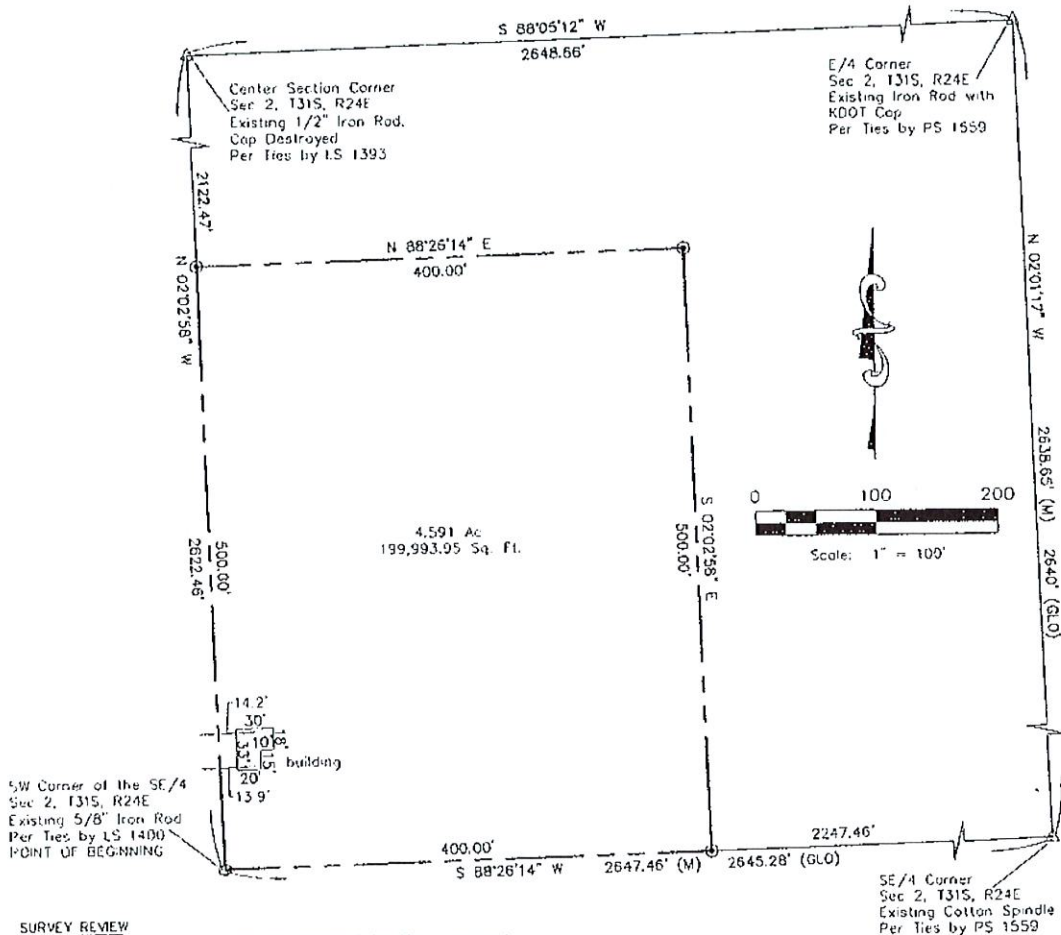 S 88°05'12" W
2648.66'
Center Section Corner
Sec 2, T31S, R24E
Existing 1/2" Iron Rod,
Cap Destroyed
Per Ties by LS 1393
E/4 Corner
Sec 2, T31S, R24E
Existing Iron Rod with
KDOT Cap
Per Ties by PS 1559
2122.47'
N 02°02'58" W
N 88°26'14" E
400.00'
N 02°01'17" W
2638.65' (M)
2640' (GLO)
0 100 200
Scale: 1" = 100'
4.591 Ac
199,993.95 Sq. Ft.
500.00'
2622.46'
S 02°02'58" E
500.00'
14.2'
30'
10'
18'
33'
15'
20'
building
13.9'
SW Corner of the SE/4
Sec 2, T31S, R24E
Existing 5/8" Iron Rod
Per Ties by LS 1400
POINT OF BEGINNING
400.00'
S 88°26'14" W
2647.46' (M)
2645.28' (GLO)
2247.46'
SE/4 Corner
Sec 2, T31S, R24E
Existing Cotton Spindle
Per Ties by PS 1559
SURVEY REVIEW